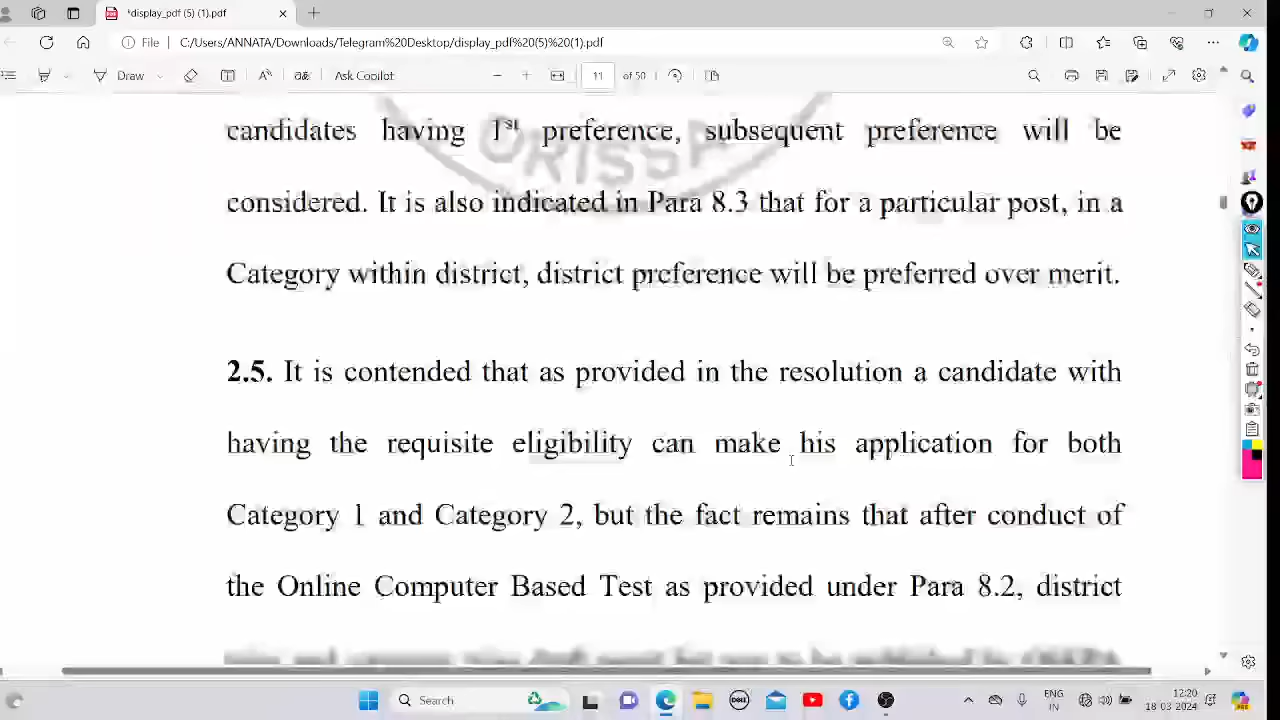 *display_pdf (5) (1).pdf
File
C:/Users/ANNATA/Downloads/Telegram%20Desktop/display_pdf%20(5)%20(1).pdf
Draw
Ask Copilot
11 of 50
ORISSA
candidates having 1st preference, subsequent preference will be
considered. It is also indicated in Para 8.3 that for a particular post, in a
Category within district, district preference will be preferred over merit.
2.5. It is contended that as provided in the resolution a candidate with
having the requisite eligibility can make his application for both
Category 1 and Category 2, but the fact remains that after conduct of
the Online Computer Based Test as provided under Para 8.2, district
Search
DELL
ENG
IN
12:20
18-03-2024